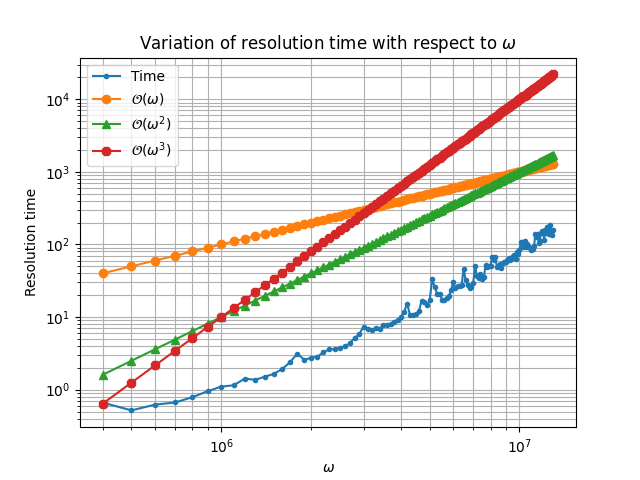 Variation of resolution time with respect to ω
Time
𝒪(ω)
𝒪(ω²)
𝒪(ω³)
Resolution time
10⁴
10³
10²
10¹
10⁰
10⁶
10⁷
ω